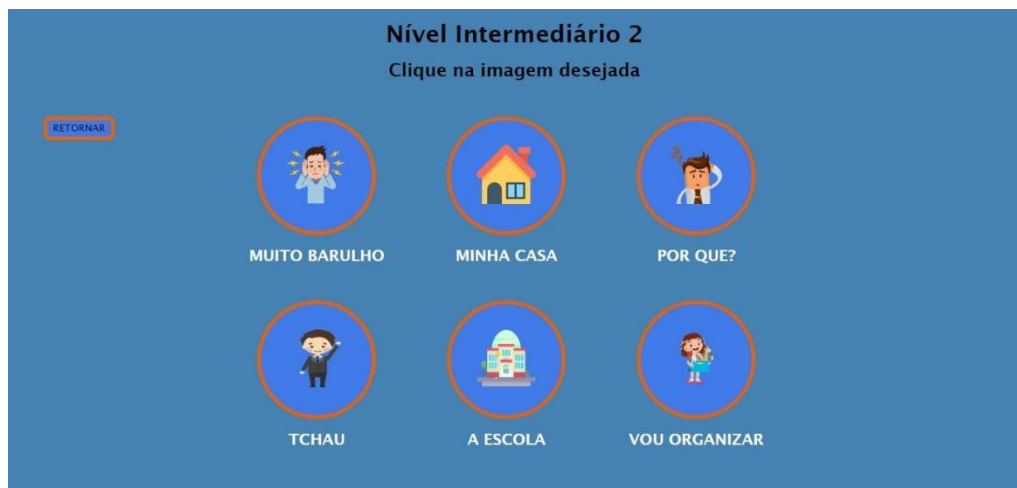 Nível Intermediário 2
Clique na imagem desejada
RETORNAR
MUITO BARULHO
MINHA CASA
POR QUE?
TCHAU
A ESCOLA
VOU ORGANIZAR